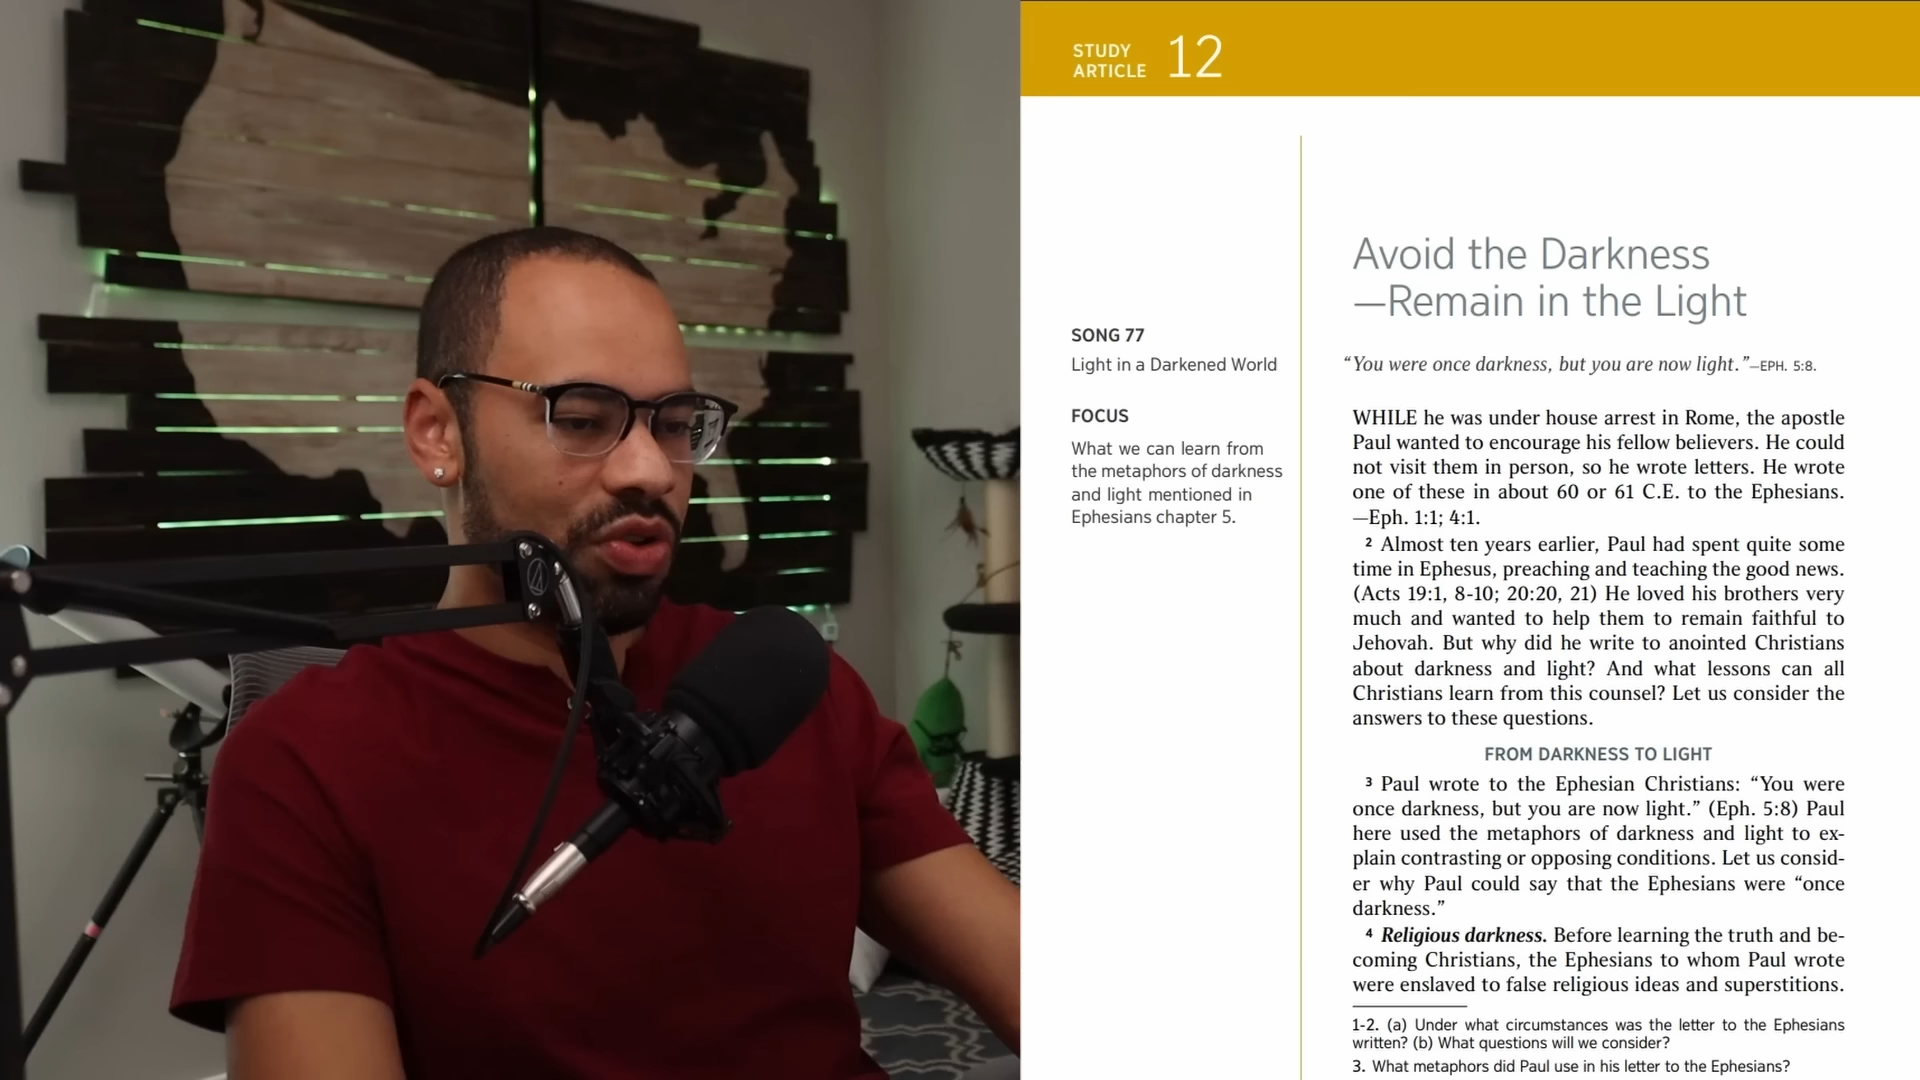 STUDY
ARTICLE 12
Avoid the Darkness
—Remain in the Light
SONG 77
Light in a Darkened World
FOCUS
What we can learn from
the metaphors of darkness
and light mentioned in
Ephesians chapter 5.
“You were once darkness, but you are now light.”—EPH. 5:8.
WHILE he was under house arrest in Rome, the apostle
Paul wanted to encourage his fellow believers. He could
not visit them in person, so he wrote letters. He wrote
one of these in about 60 or 61 C.E. to the Ephesians.
—Eph. 1:1; 4:1.
2 Almost ten years earlier, Paul had spent quite some
time in Ephesus, preaching and teaching the good news.
(Acts 19:1, 8-10; 20:20, 21) He loved his brothers very
much and wanted to help them to remain faithful to
Jehovah. But why did he write to anointed Christians
about darkness and light? And what lessons can all
Christians learn from this counsel? Let us consider the
answers to these questions.
FROM DARKNESS TO LIGHT
3 Paul wrote to the Ephesian Christians: “You were
once darkness, but you are now light.” (Eph. 5:8) Paul
here used the metaphors of darkness and light to ex-
plain contrasting or opposing conditions. Let us consid-
er why Paul could say that the Ephesians were “once
darkness.”
4 Religious darkness. Before learning the truth and be-
coming Christians, the Ephesians to whom Paul wrote
were enslaved to false religious ideas and superstitions.
1-2. (a) Under what circumstances was the letter to the Ephesians
written? (b) What questions will we consider?
3. What metaphors did Paul use in his letter to the Ephesians?